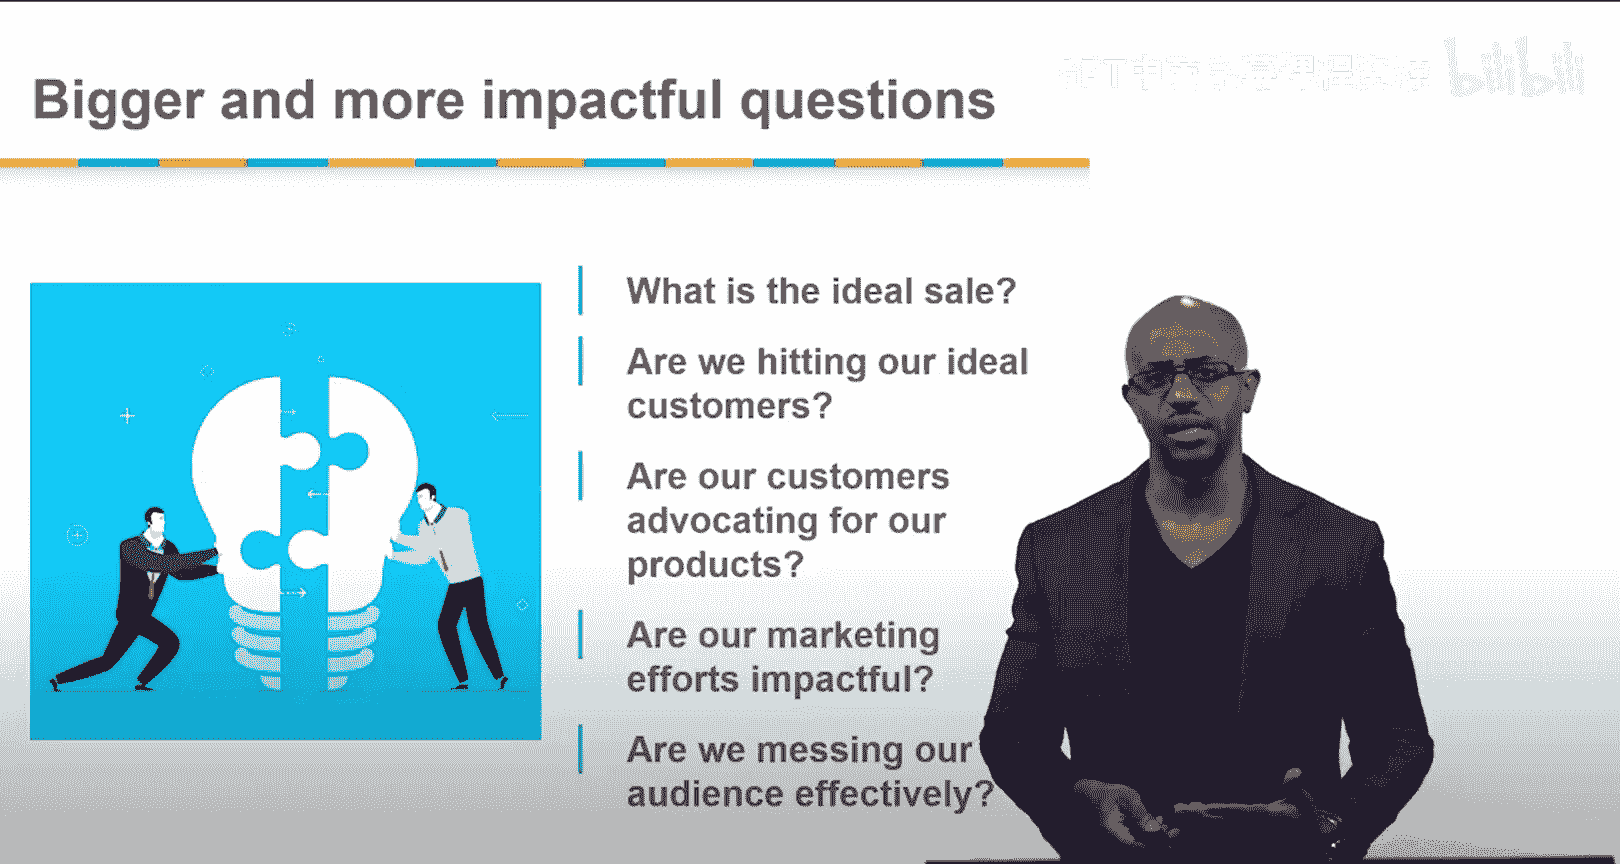 bilibili
Bigger and more impactful questions
What is the ideal sale?
Are we hitting our ideal
customers?
Are our customers
advocating for our
products?
Are our marketing
efforts impactful?
Are we messing our
audience effectively?